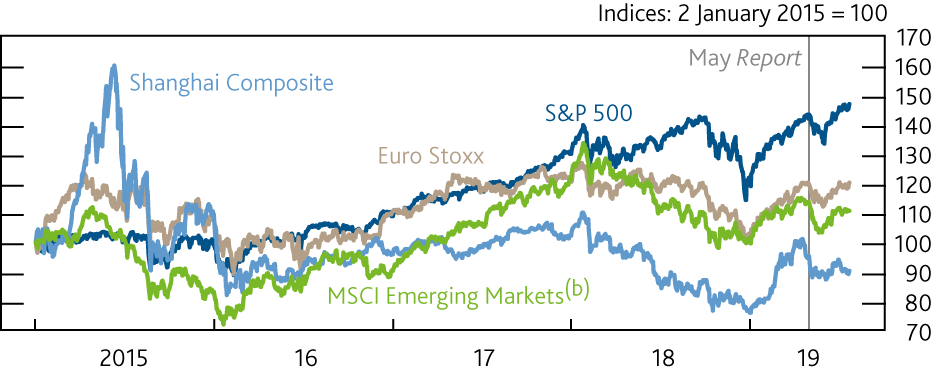 Indices: 2 January 2015 = 100
170
May Report
160
Shanghai Composite
150
S&P 500
140
Euro Stoxx
130
120
110
100
90
MSCI Emerging Markets(b)
80
70
2015 16 17 18 19